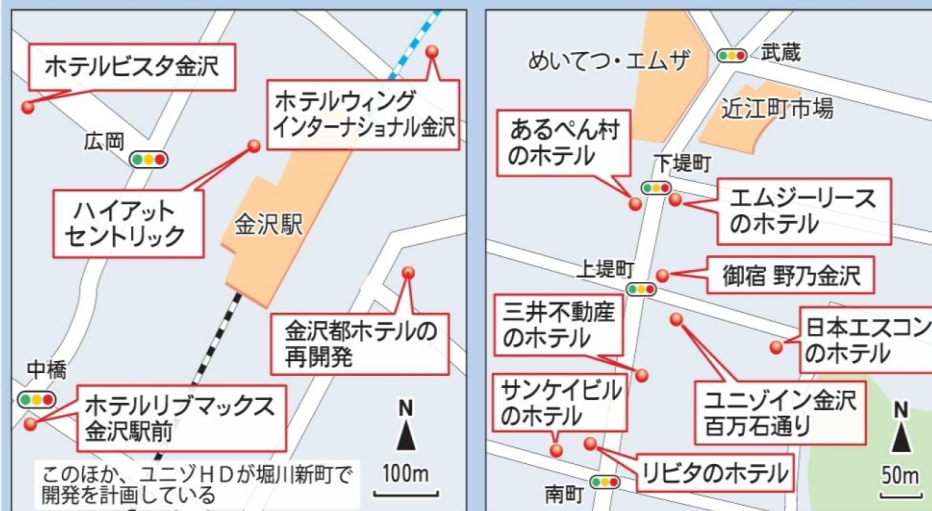 ホテルビスタ金沢
ホテルウィング
インターナショナル金沢
広岡
ハイアット
セントリック
金沢駅
金沢都ホテルの
再開発
中橋
ホテルリブマックス
金沢駅前
このほか、ユニゾHDが堀川新町で
開発を計画している
N
100m
めいてつ・エムザ
武蔵
近江町市場
あるぺん村
のホテル
下堤町
エムジーリース
のホテル
上堤町
御宿 野乃金沢
三井不動産
のホテル
日本エスコン
のホテル
サンケイビル
のホテル
ユニゾイン金沢
百万石通り
リビタのホテル
南町
N
50m